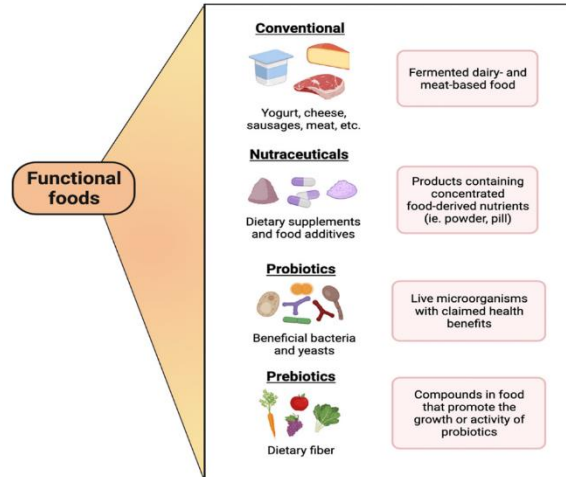 Functional
foods
Conventional
Yogurt, cheese,
sausages, meat, etc.
Fermented dairy- and
meat-based food
Nutraceuticals
Dietary supplements
and food additives
Products containing
concentrated
food-derived nutrients
(ie. powder, pill)
Probiotics
Beneficial bacteria
and yeasts
Live microorganisms
with claimed health
benefits
Prebiotics
Dietary fiber
Compounds in food
that promote the
growth or activity of
probiotics